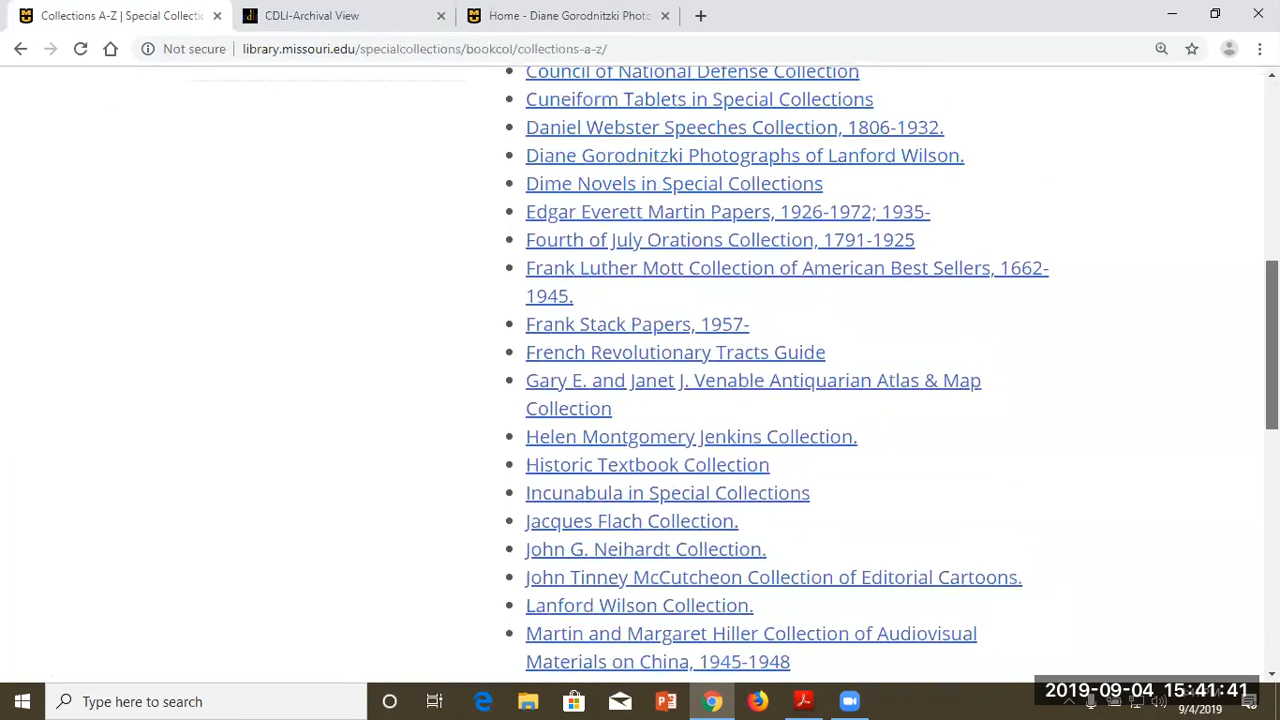 Collections A-Z | Special Collecti
CDLI-Archival View
Home - Diane Gorodnitzki Phot
Not secure
library.missouri.edu/specialcollections/bookcol/collections-a-z/
Council of National Defense Collection
Cuneiform Tablets in Special Collections
Daniel Webster Speeches Collection, 1806-1932.
Diane Gorodnitzki Photographs of Lanford Wilson.
Dime Novels in Special Collections
Edgar Everett Martin Papers, 1926-1972; 1935-
Fourth of July Orations Collection, 1791-1925
Frank Luther Mott Collection of American Best Sellers, 1662-
1945.
Frank Stack Papers, 1957-
French Revolutionary Tracts Guide
Gary E. and Janet J. Venable Antiquarian Atlas & Map
Collection
Helen Montgomery Jenkins Collection.
Historic Textbook Collection
Incunabula in Special Collections
Jacques Flach Collection.
John G. Neihardt Collection.
John Tinney McCutcheon Collection of Editorial Cartoons.
Lanford Wilson Collection.
Martin and Margaret Hiller Collection of Audiovisual
Materials on China, 1945-1948
Type here to search
2019-09-04 15:41:41
9/4/2019